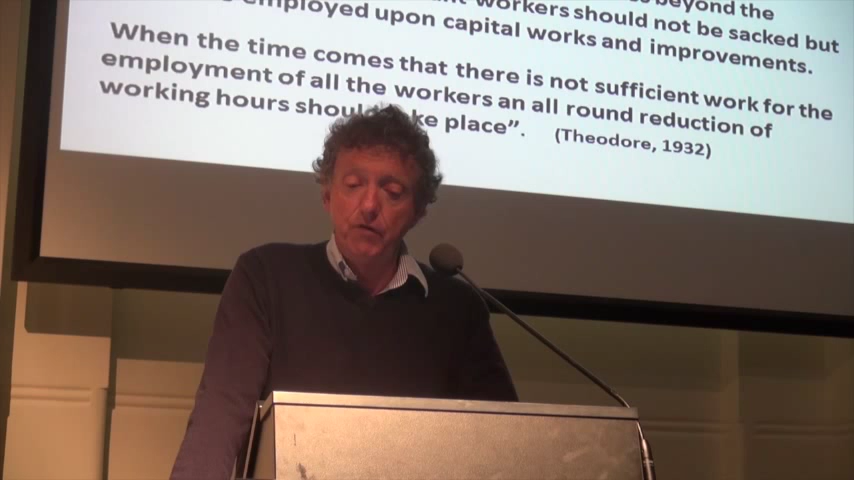 beyond the
workers should not be sacked but
employed upon capital works and improvements.
When the time comes that there is not sufficient work for the
employment of all the workers an all round reduction of
working hours shou ke place”. (Theodore, 1932)